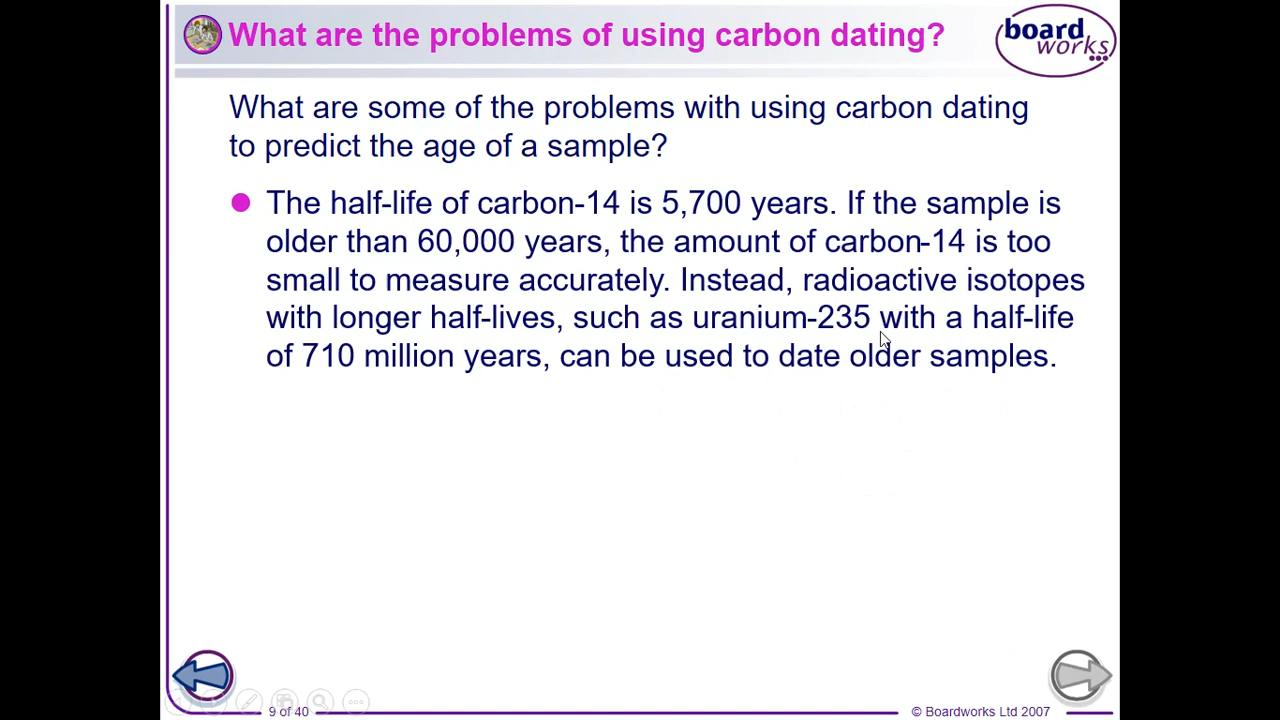 What are the problems of using carbon dating?
board
works
What are some of the problems with using carbon dating
to predict the age of a sample?
The half-life of carbon-14 is 5,700 years. If the sample is
older than 60,000 years, the amount of carbon-14 is too
small to measure accurately. Instead, radioactive isotopes
with longer half-lives, such as uranium-235 with a half-life
of 710 million years, can be used to date older samples.
9 of 40
© Boardworks Ltd 2007